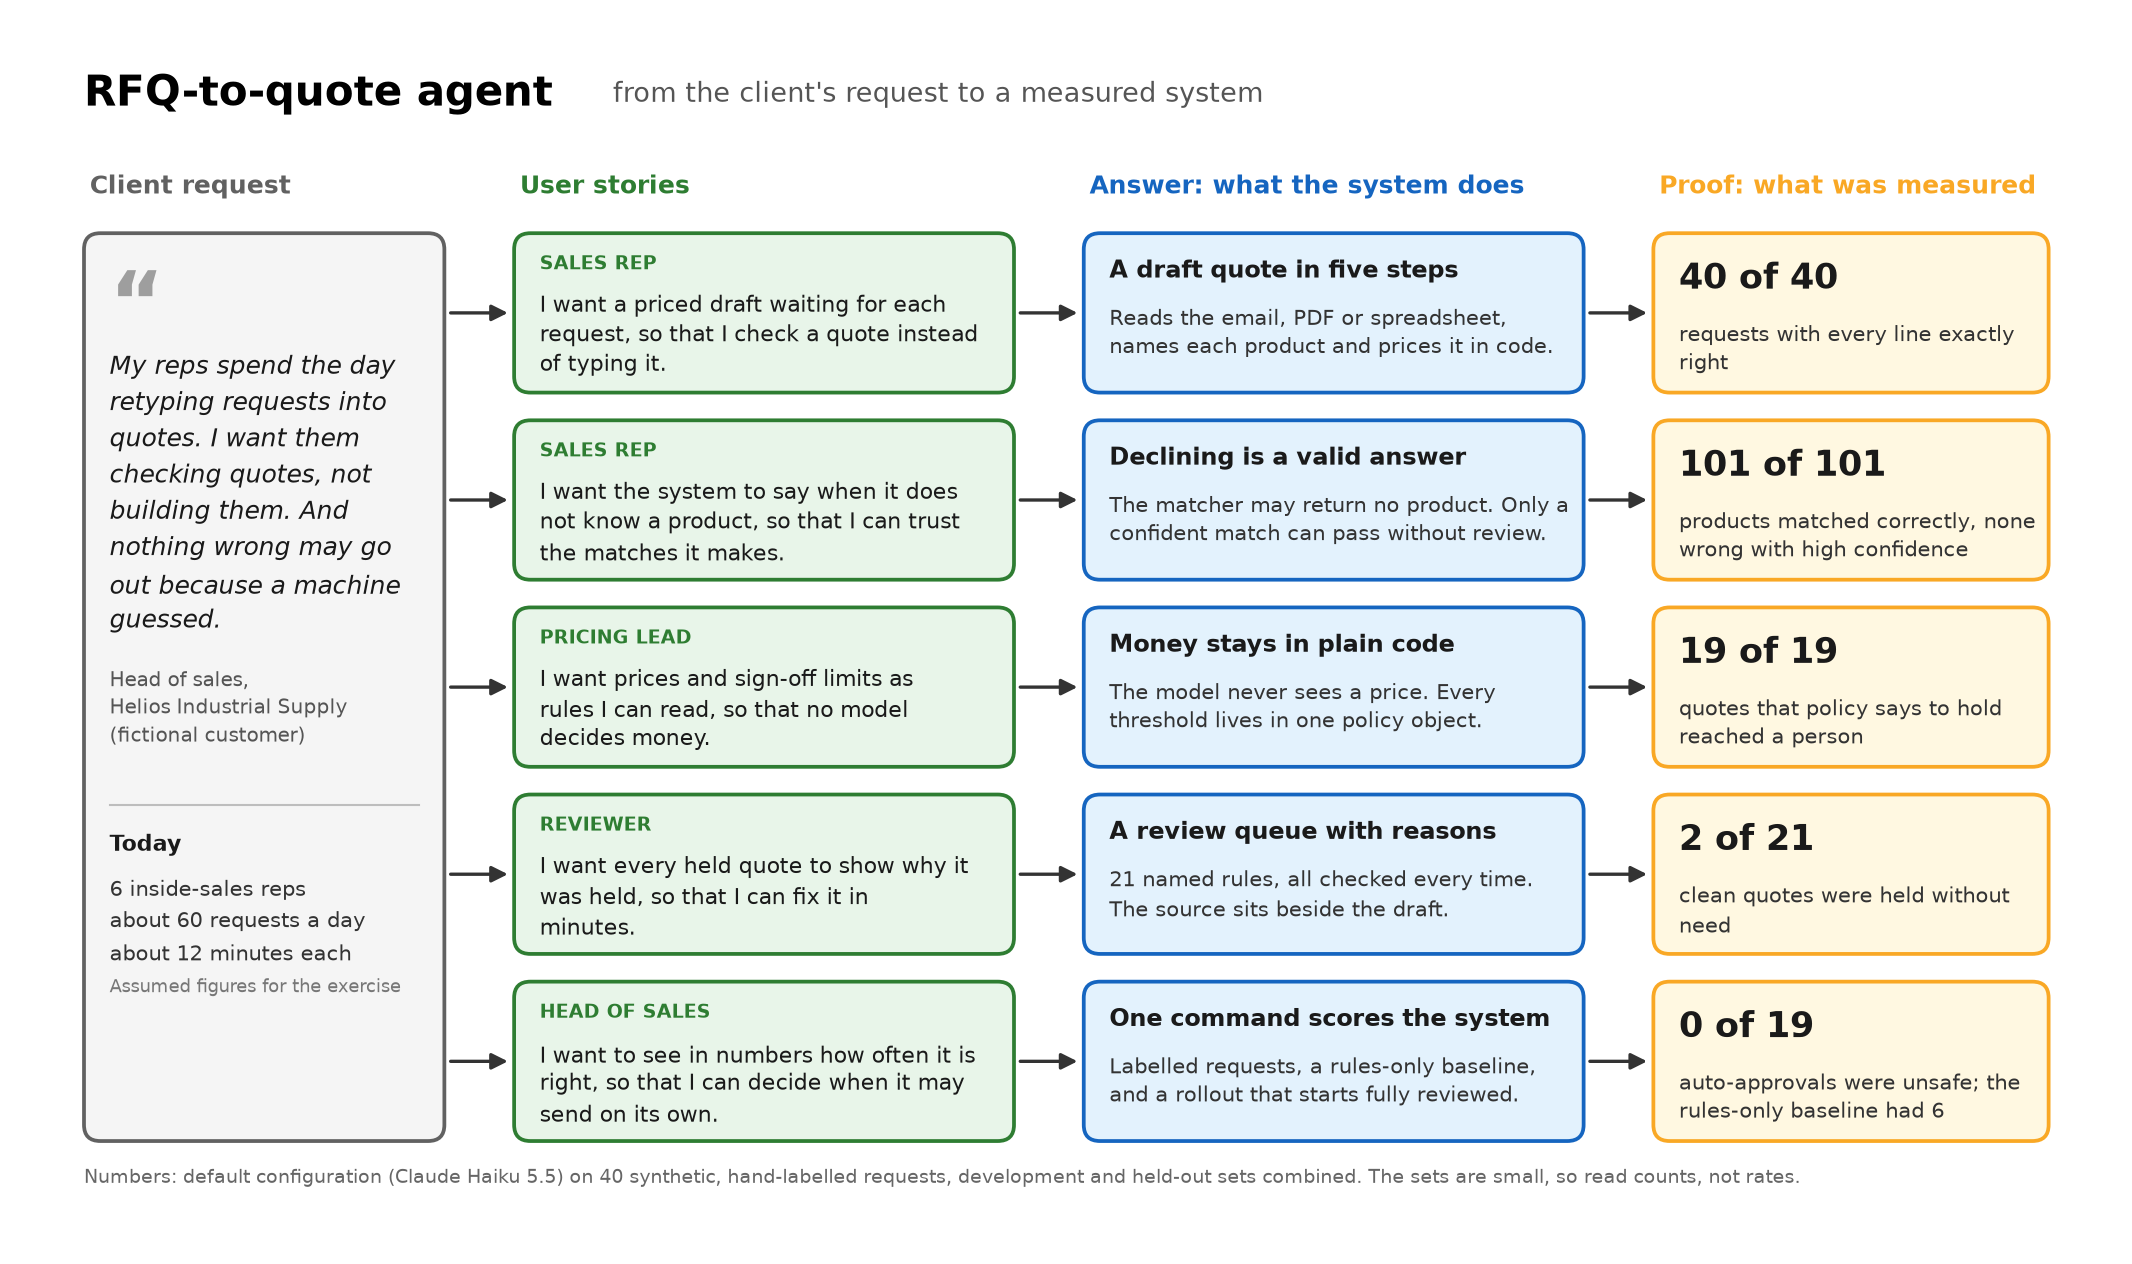 RFQ-to-quote agent
from the client's request to a measured system
Client request
User stories
Answer: what the system does
Proof: what was measured
“
My reps spend the day
retyping requests into
quotes. I want them
checking quotes, not
building them. And
nothing wrong may go
out because a machine
guessed.
Head of sales,
Helios Industrial Supply
(fictional customer)
Today
6 inside-sales reps
about 60 requests a day
about 12 minutes each
Assumed figures for the exercise
SALES REP
I want a priced draft waiting for each
request, so that I check a quote instead
of typing it.
A draft quote in five steps
Reads the email, PDF or spreadsheet,
names each product and prices it in code.
40 of 40
requests with every line exactly
right
SALES REP
I want the system to say when it does
not know a product, so that I can trust
the matches it makes.
Declining is a valid answer
The matcher may return no product. Only a
confident match can pass without review.
101 of 101
products matched correctly, none
wrong with high confidence
PRICING LEAD
I want prices and sign-off limits as
rules I can read, so that no model
decides money.
Money stays in plain code
The model never sees a price. Every
threshold lives in one policy object.
19 of 19
quotes that policy says to hold
reached a person
REVIEWER
I want every held quote to show why it
was held, so that I can fix it in
minutes.
A review queue with reasons
21 named rules, all checked every time.
The source sits beside the draft.
2 of 21
clean quotes were held without
need
HEAD OF SALES
I want to see in numbers how often it is
right, so that I can decide when it may
send on its own.
One command scores the system
Labelled requests, a rules-only baseline,
and a rollout that starts fully reviewed.
0 of 19
auto-approvals were unsafe; the
rules-only baseline had 6
Numbers: default configuration (Claude Haiku 5.5) on 40 synthetic, hand-labelled requests, development and held-out sets combined. The sets are small, so read counts, not rates.